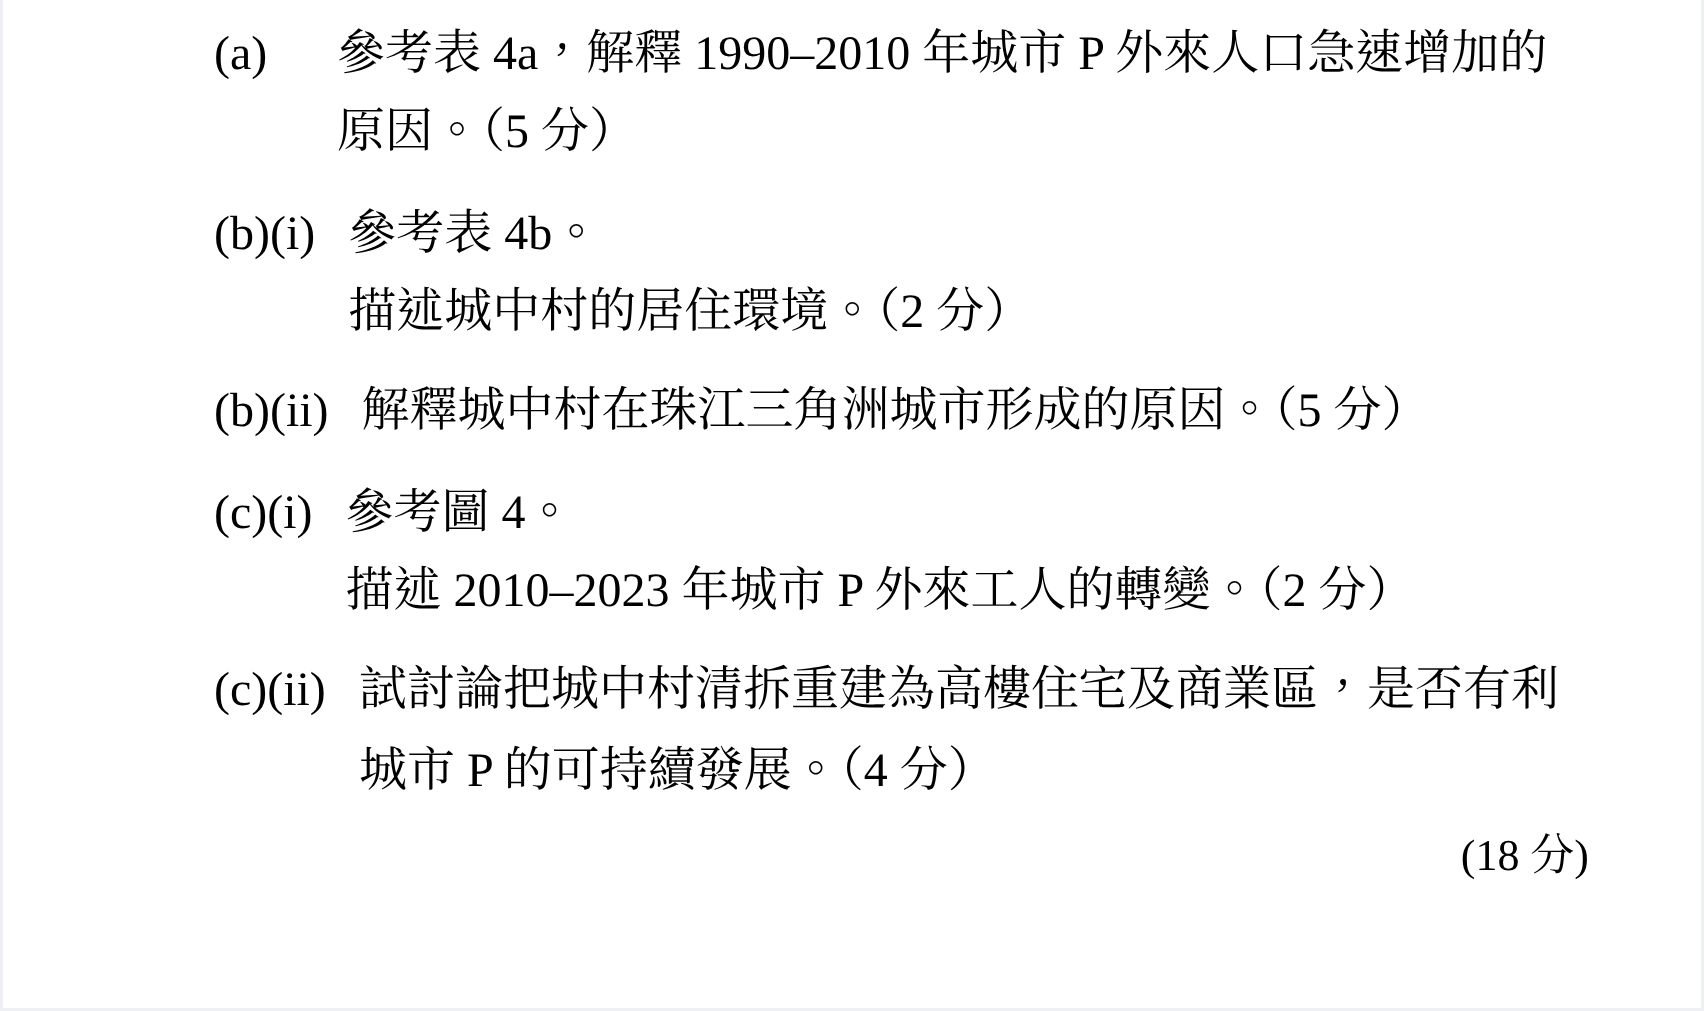 (a) 參考表 4a，解釋 1990–2010 年城市 P 外來人口急速增加的
原因。（5 分）
(b)(i) 參考表 4b。
描述城中村的居住環境。（2 分）
(b)(ii) 解釋城中村在珠江三角洲城市形成的原因。（5 分）
(c)(i) 參考圖 4。
描述 2010–2023 年城市 P 外來工人的轉變。（2 分）
(c)(ii) 試討論把城中村清拆重建為高樓住宅及商業區，是否有利
城市 P 的可持續發展。（4 分）
(18 分)